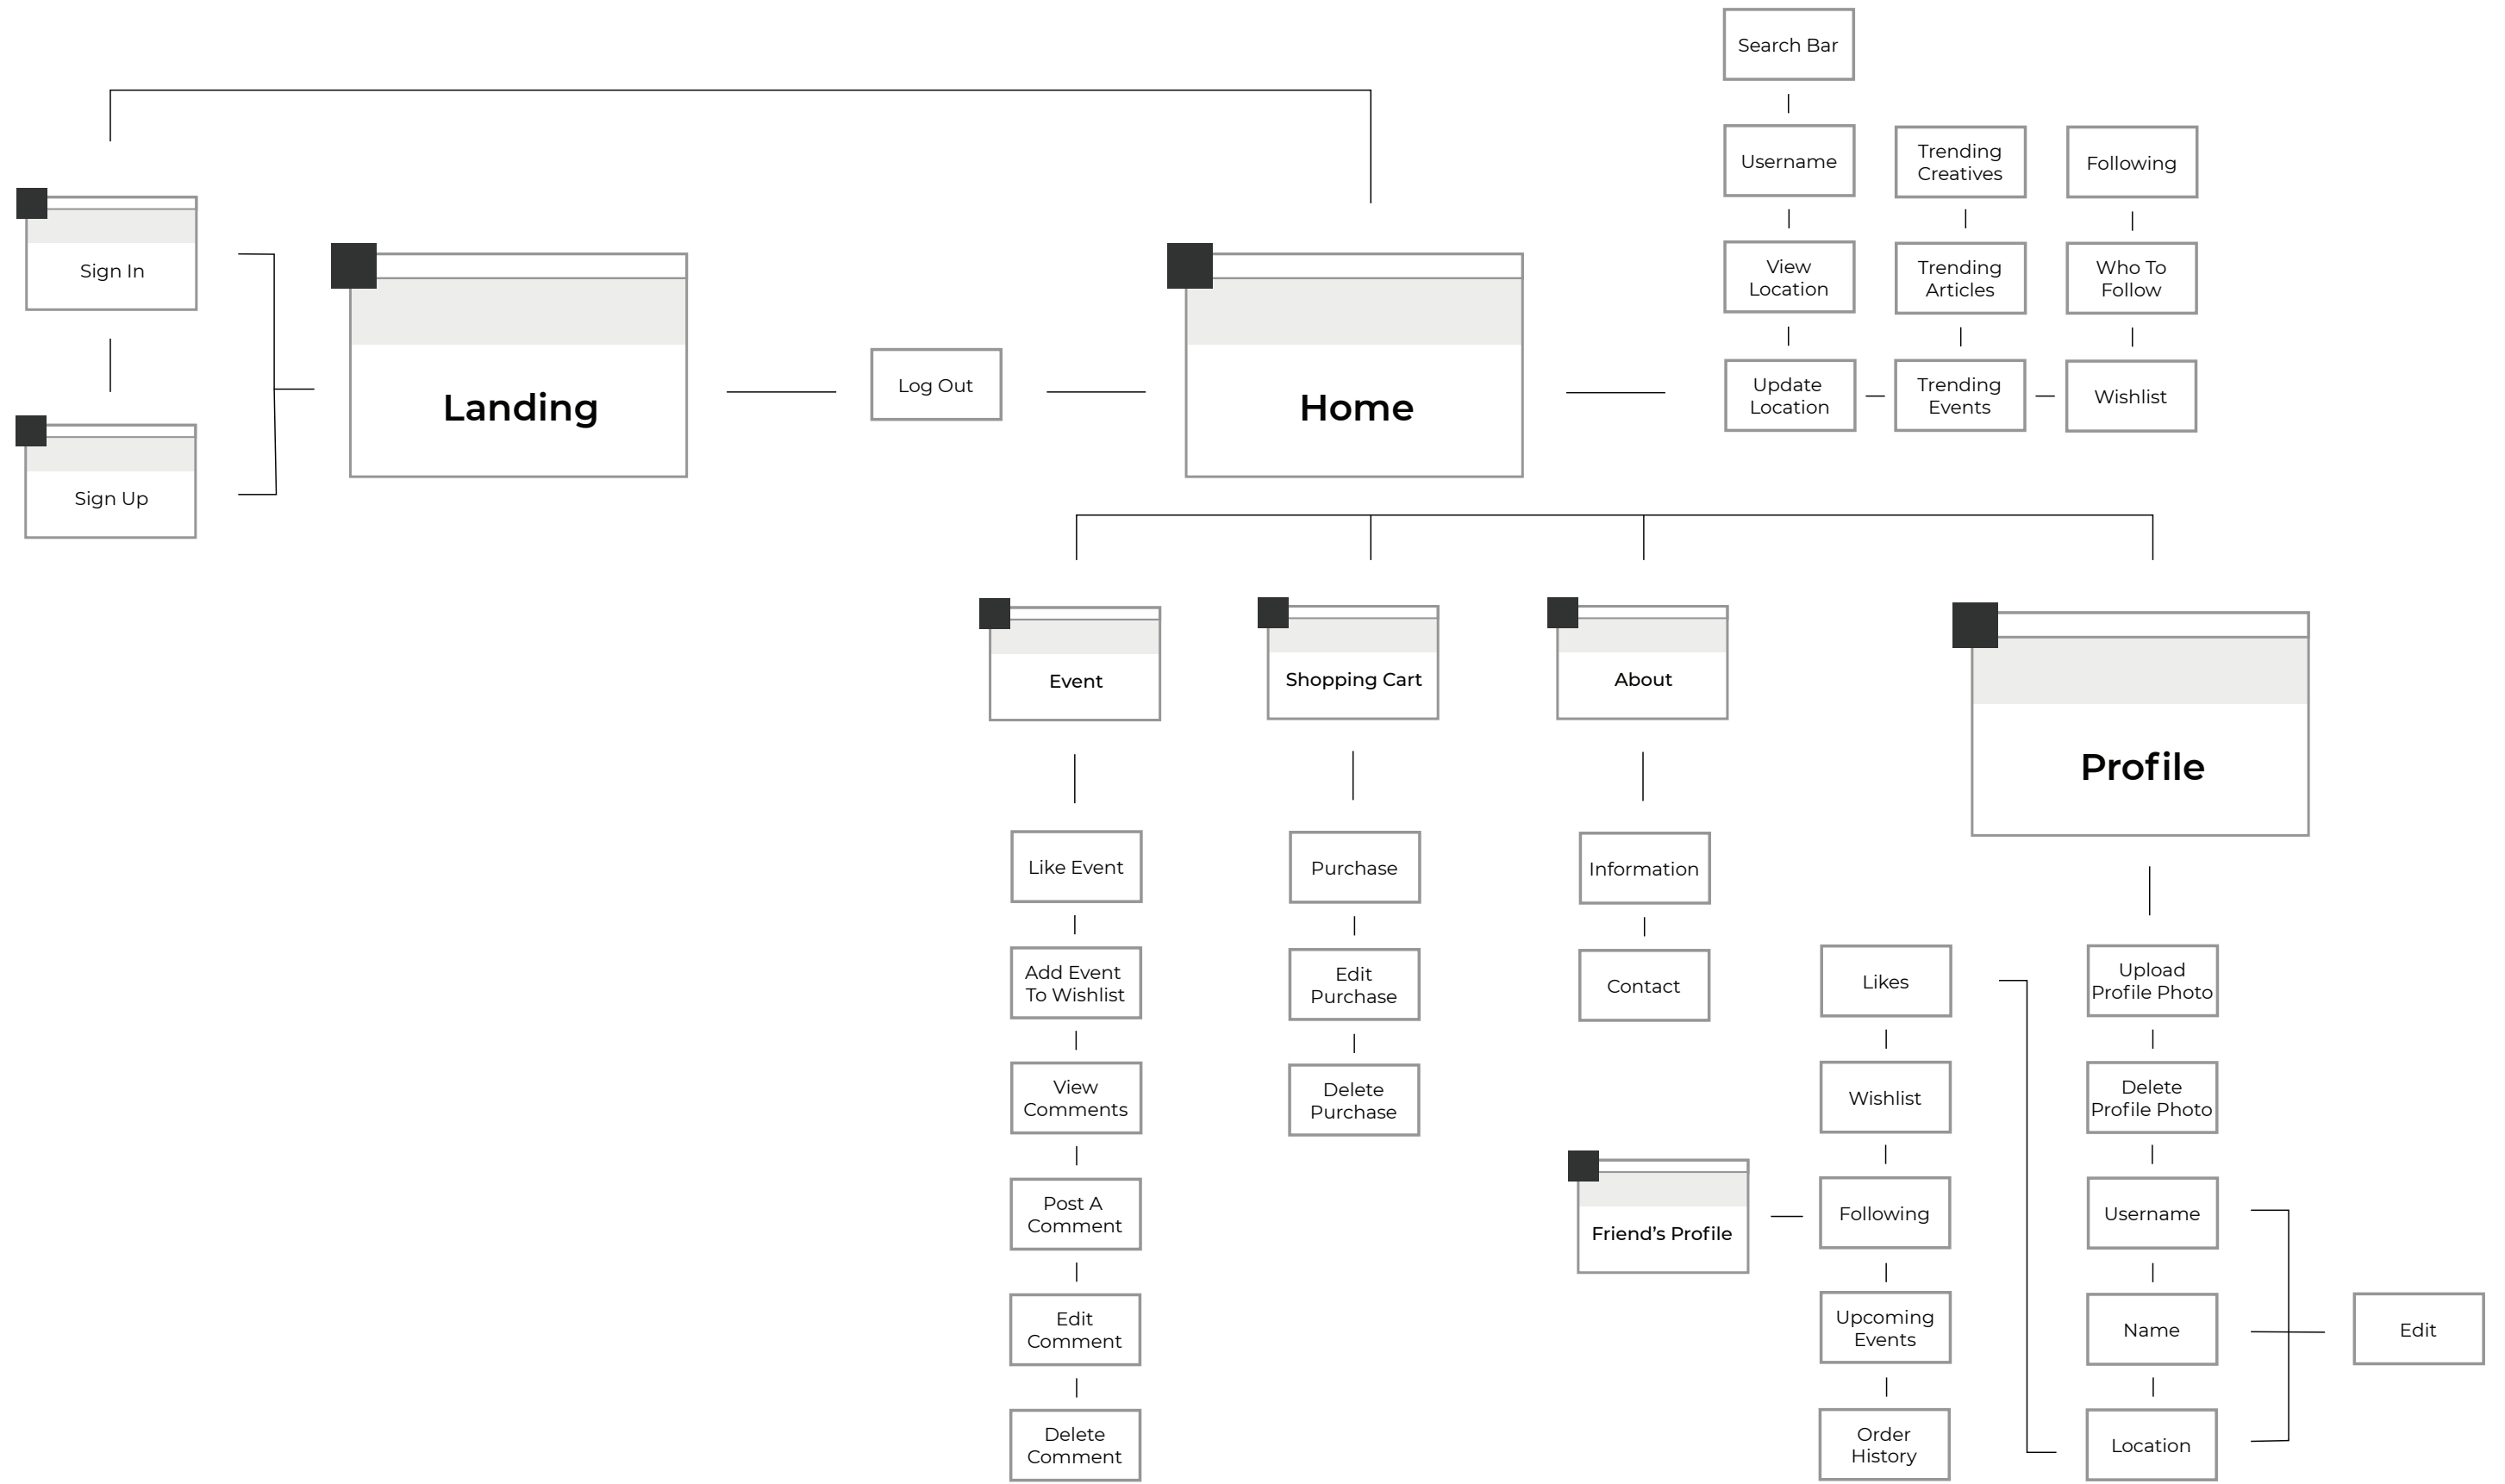 Search Bar
Username
Trending
Creatives
Following
Sign In
View
Location
Trending
Articles
Who To
Follow
Landing
Log Out
Home
Update
Location
Trending
Events
Wishlist
Sign Up
Event
Shopping Cart
About
Profile
Like Event
Add Event
To Wishlist
View
Comments
Post A
Comment
Edit
Comment
Delete
Comment
Purchase
Edit
Purchase
Delete
Purchase
Information
Contact
Friend’s Profile
Likes
Wishlist
Following
Upcoming
Events
Order
History
Upload
Profile Photo
Delete
Profile Photo
Username
Name
Location
Edit